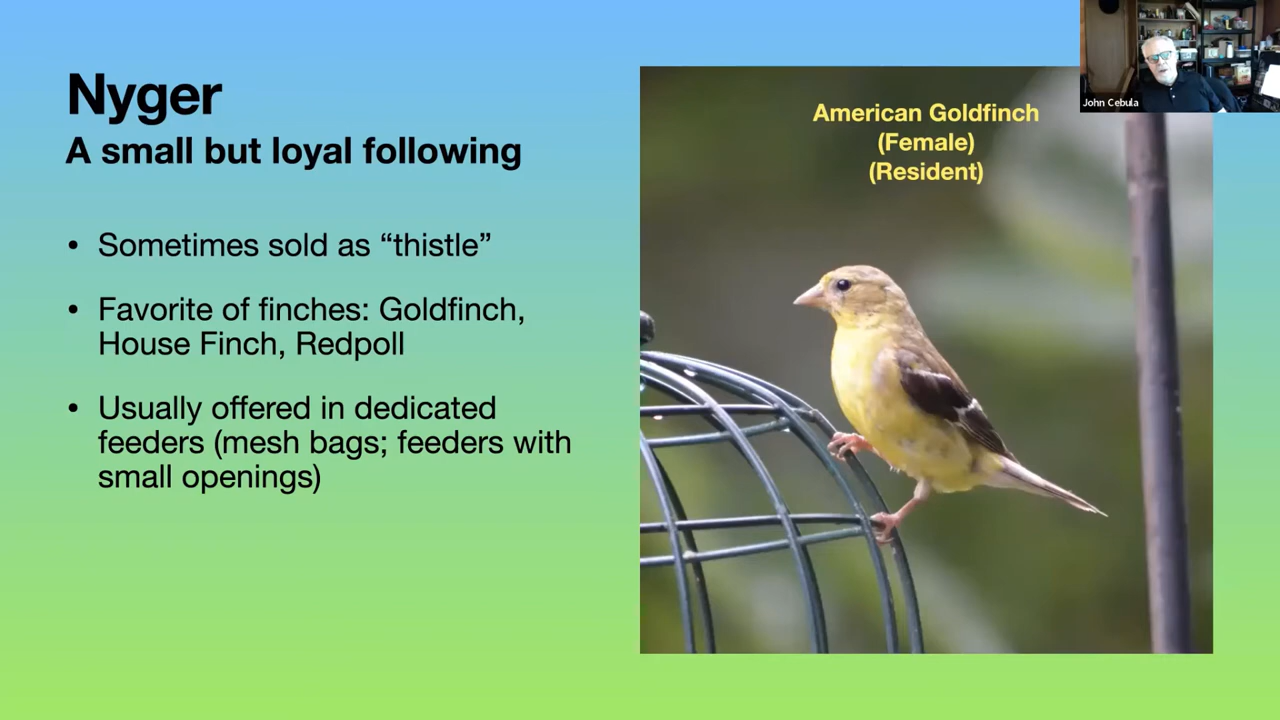 Nyger
A small but loyal following
• Sometimes sold as “thistle”
• Favorite of finches: Goldfinch,
House Finch, Redpoll
• Usually offered in dedicated
feeders (mesh bags; feeders with
small openings)
American Goldfinch
(Female)
(Resident)
John Cebula